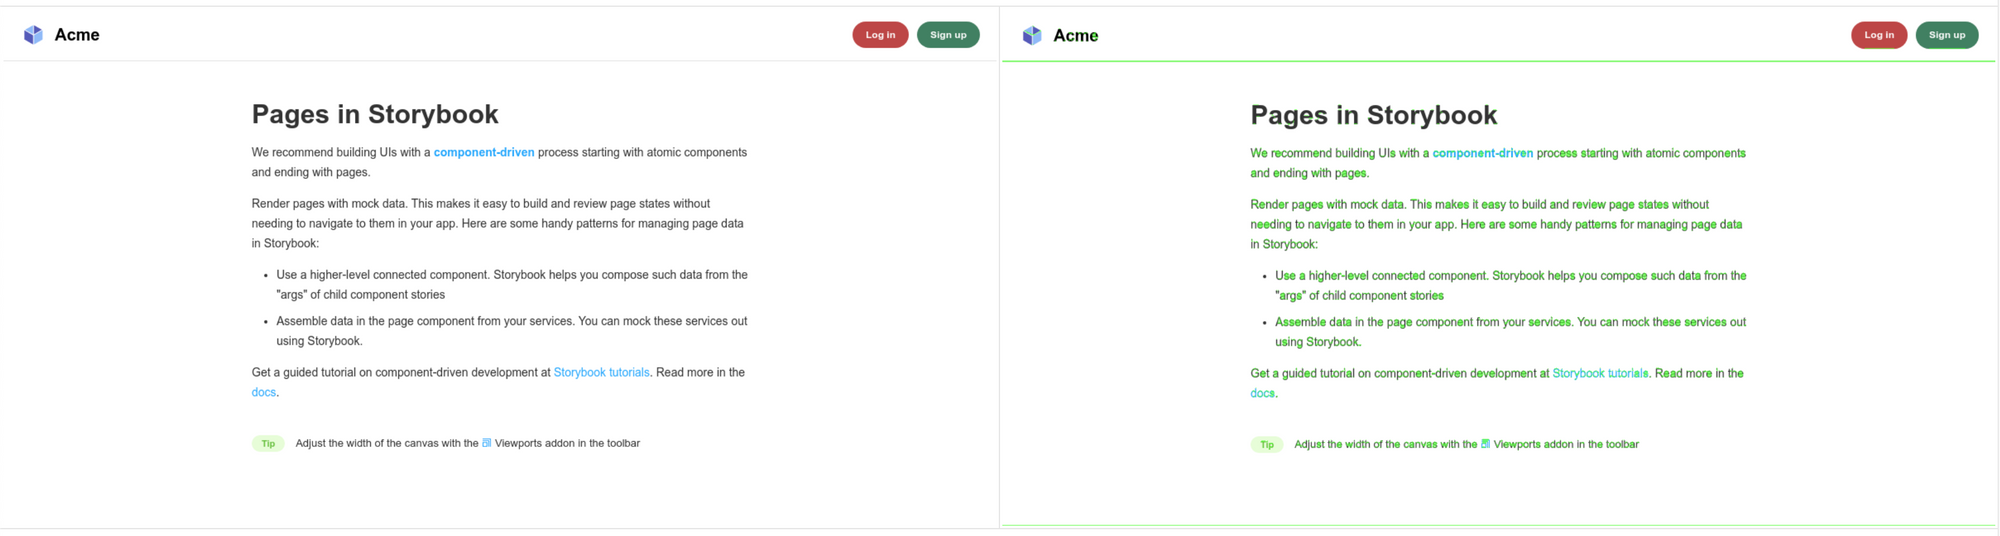 Acme
Log in
Sign up
Pages in Storybook
We recommend building UIs with a component-driven process starting with atomic components
and ending with pages.
Render pages with mock data. This makes it easy to build and review page states without
needing to navigate to them in your app. Here are some handy patterns for managing page data
in Storybook:
• Use a higher-level connected component. Storybook helps you compose such data from the
"args" of child component stories
• Assemble data in the page component from your services. You can mock these services out
using Storybook.
Get a guided tutorial on component-driven development at Storybook tutorials. Read more in the
docs.
Tip Adjust the width of the canvas with the Viewports addon in the toolbar
Acme
Log in
Sign up
Pages in Storybook
We recommend building UIs with a component-driven process starting with atomic components
and ending with pages.
Render pages with mock data. This makes it easy to build and review page states without
needing to navigate to them in your app. Here are some handy patterns for managing page data
in Storybook:
• Use a higher-level connected component. Storybook helps you compose such data from the
"args" of child component stories
• Assemble data in the page component from your services. You can mock these services out
using Storybook.
Get a guided tutorial on component-driven development at Storybook tutorials. Read more in the
docs.
Tip Adjust the width of the canvas with the Viewports addon in the toolbar